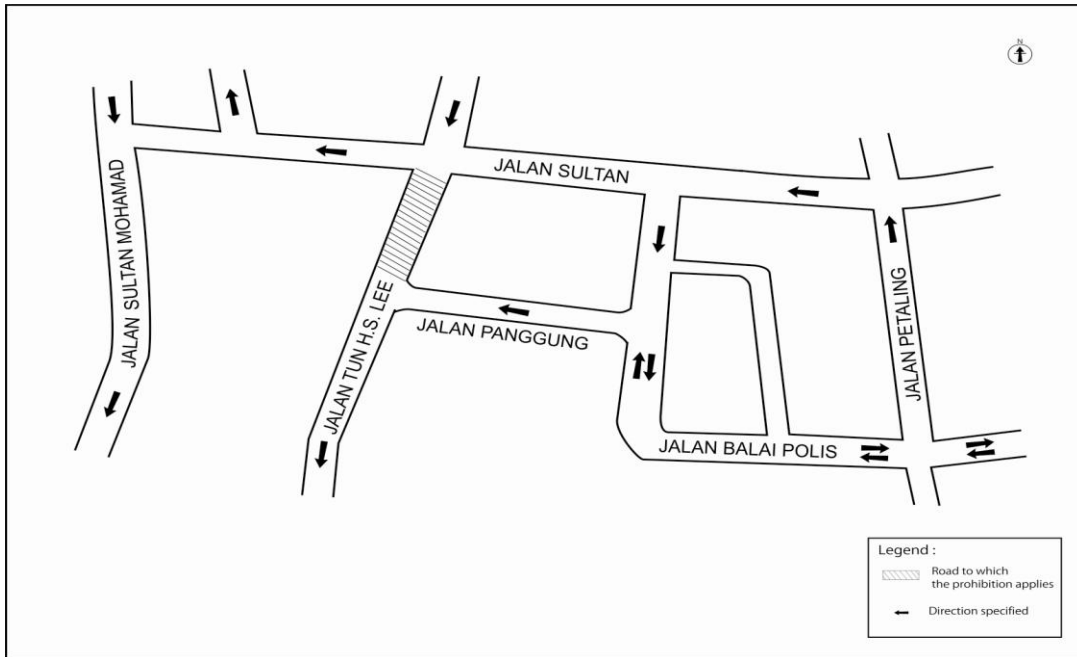 N
JALAN SULTAN
JALAN SULTAN MOHAMAD
JALAN TUN H.S. LEE
JALAN PANGGUNG
JALAN PETALING
JALAN BALAI POLIS
Legend :
Road to which
the prohibition applies
Direction specified